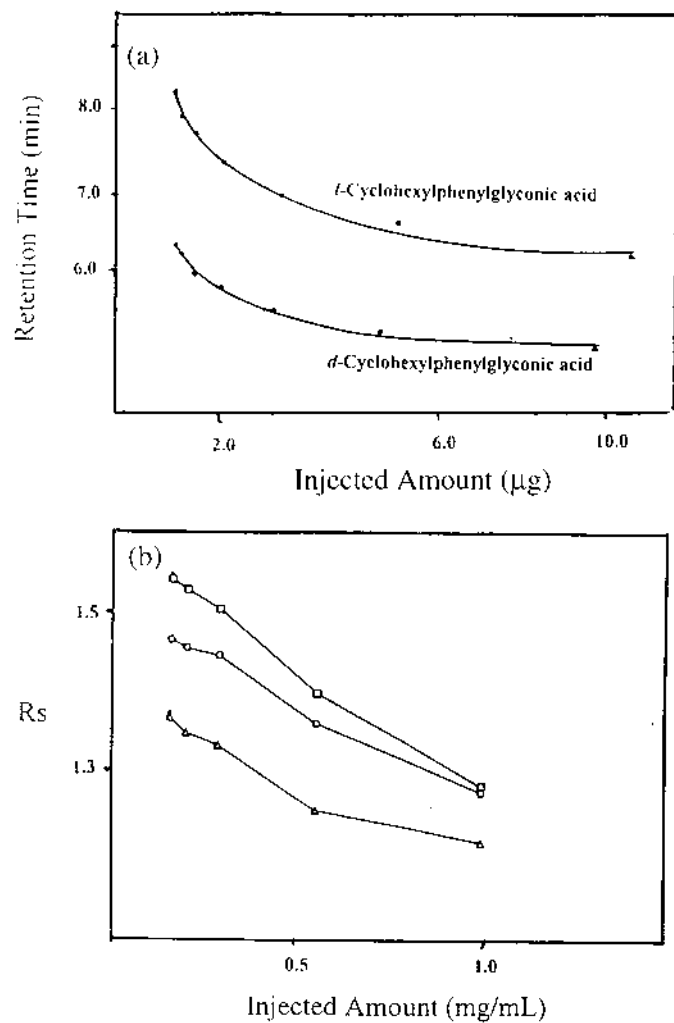 (a)
8.0
7.0
6.0
Retention Time (min)
l-Cyclohexylphenylglyconic acid
d-Cyclohexylphenylglyconic acid
2.0
6.0
10.0
Injected Amount (µg)
(b)
1.5
Rs
1.3
0.5
1.0
Injected Amount (mg/mL)